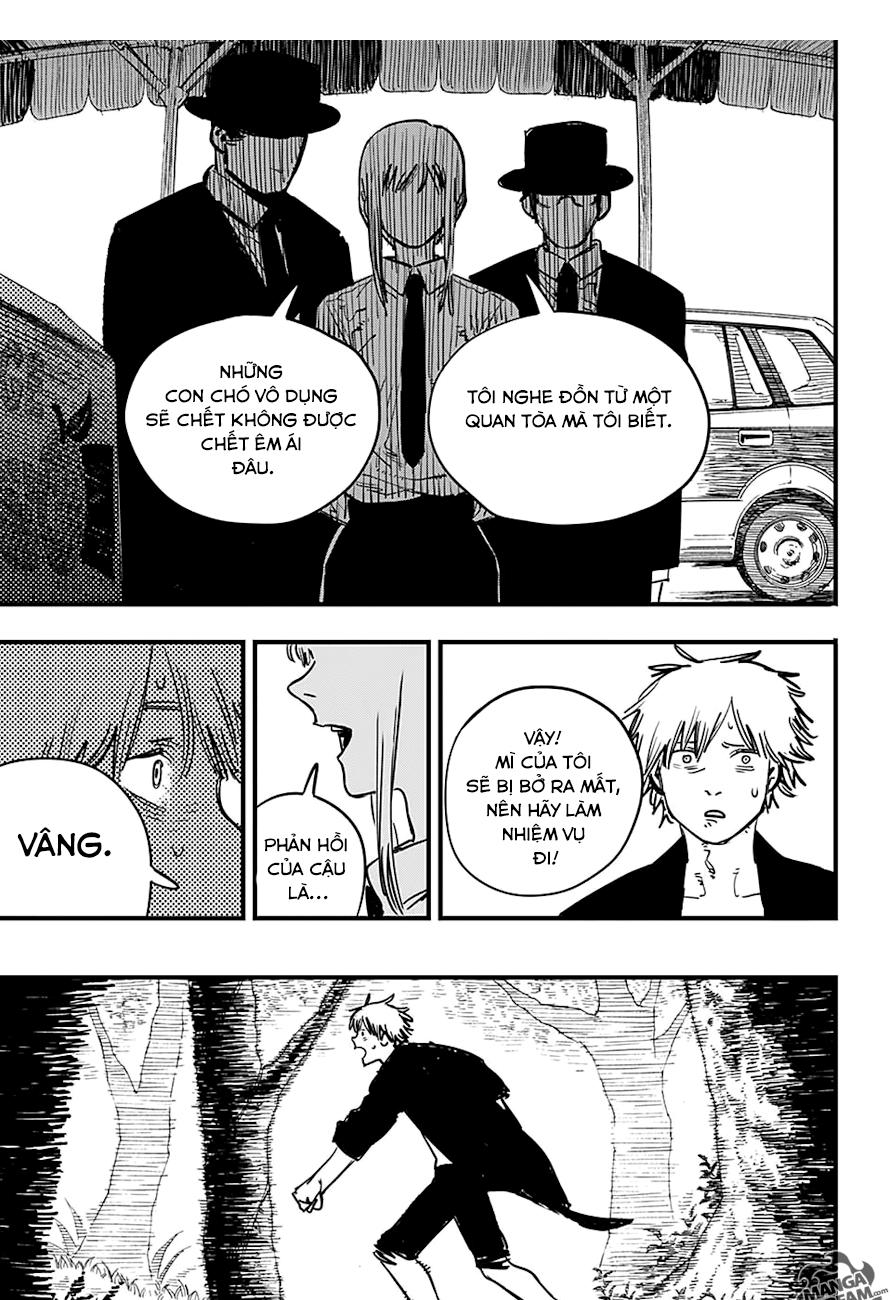 TÔI NGHE ĐỒN TỪ MỘT
QUAN TÒA MÀ TÔI BIẾT.
NHỮNG
CON CHÓ VÔ DỤNG
SẼ CHẾT KHÔNG ĐƯỢC
CHẾT ÊM ÁI
ĐÂU.
VẬY!
MÌ CỦA TÔI
SẼ BỊ BỞ RA MẤT,
NÊN HÃY LÀM
NHIỆM VỤ
ĐI!
PHẢN HỒI
CỦA CẬU
LÀ...
VÂNG.
MANGA